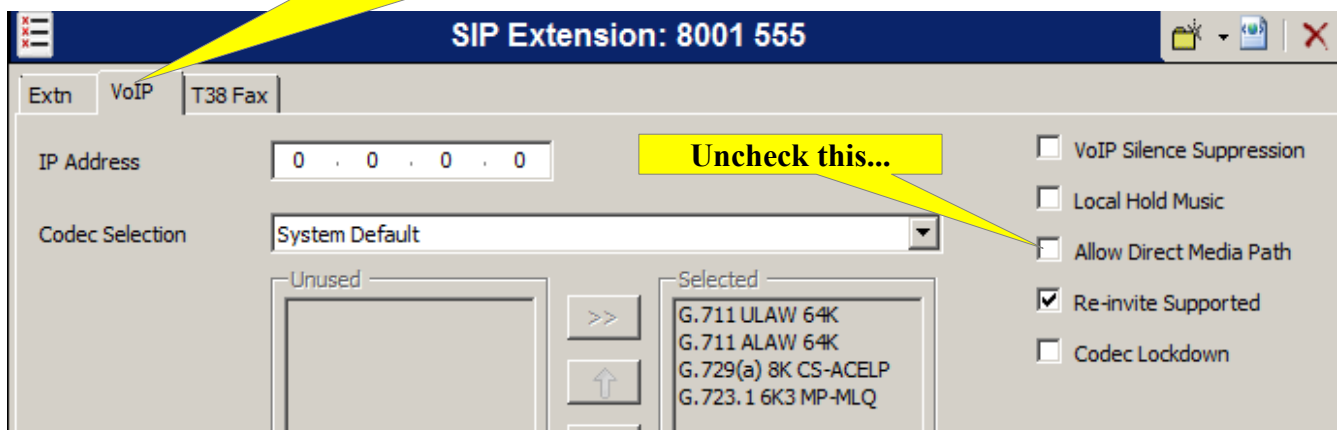 SIP Extension: 8001 555
Extn VoIP T38 Fax
IP Address 0 . 0 . 0 . 0
Uncheck this...
VoIP Silence Suppression
Local Hold Music
Codec Selection System Default
Allow Direct Media Path
Unused
Selected
Re-invite Supported
>>
G.711 ULAW 64K
G.711 ALAW 64K
G.729(a) 8K CS-ACELP
G.723.1 6K3 MP-MLQ
Codec Lockdown